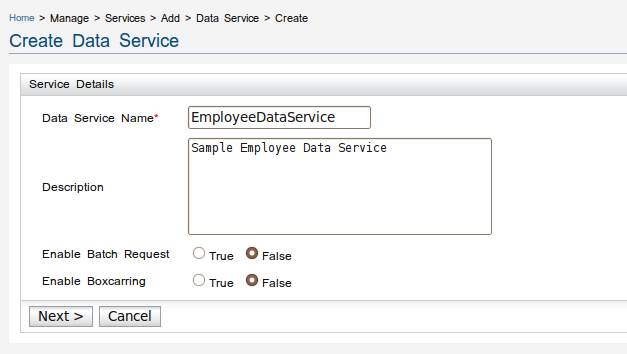 Home > Manage > Services > Add > Data Service > Create
Create Data Service
Service Details
Data Service Name* EmployeeDataService
Sample Employee Data Service
Description
Enable Batch Request True False
Enable Boxcarring True False
Next > Cancel